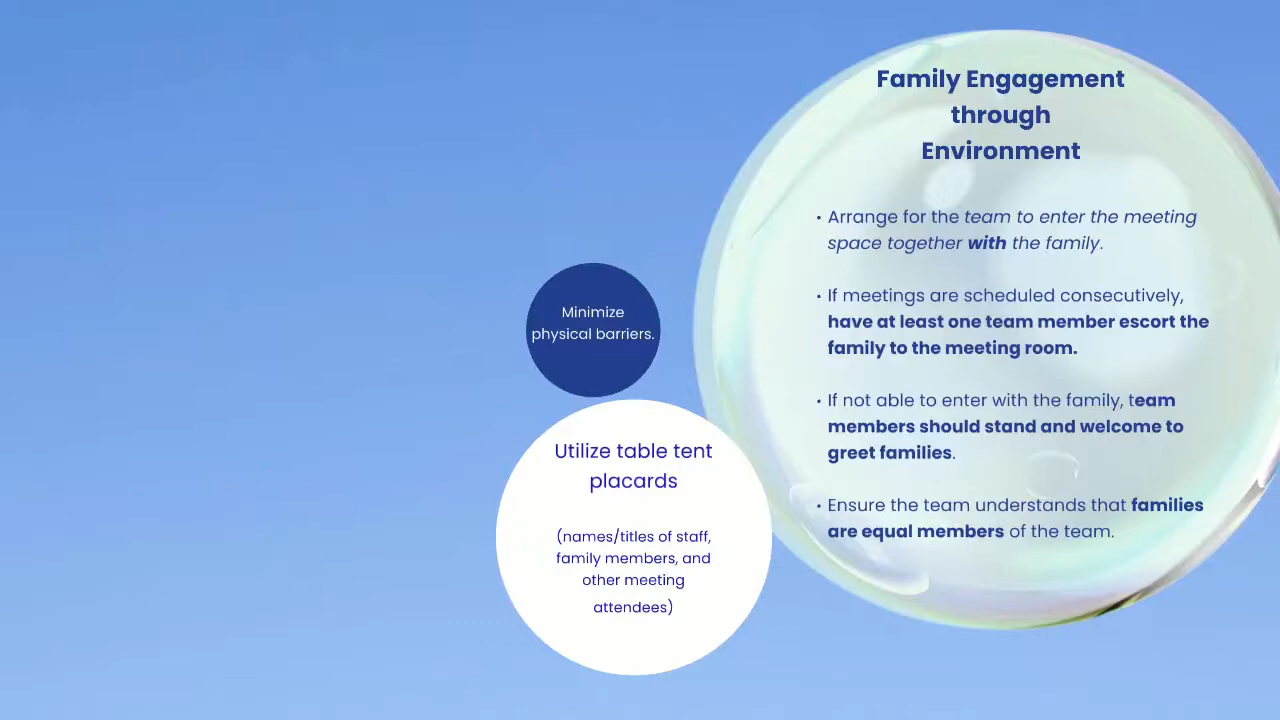 Family Engagement
through
Environment
• Arrange for the team to enter the meeting
space together with the family.
• If meetings are scheduled consecutively,
have at least one team member escort the
family to the meeting room.
• If not able to enter with the family, team
members should stand and welcome to
greet families.
• Ensure the team understands that families
are equal members of the team.
Minimize
physical barriers.
Utilize table tent
placards
(names/titles of staff,
family members, and
other meeting
attendees)